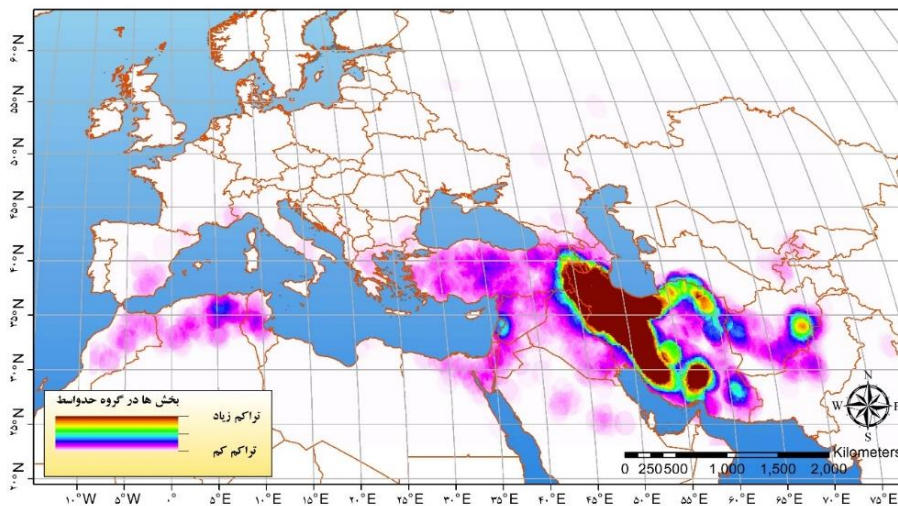 ۶۰°N
۵۵°N
۵۰°N
۴۵°N
۴۰°N
۳۵°N
۳۰°N
۲۵°N
۲۰°N
بخش ها در گروه حدواسط
تراکم زیاد
تراکم کم
N
W E
S
Kilometers
0 250 500 1,000 1,500 2,000
۱۰°W ۵°W ۰° ۵°E ۱۰°E ۱۵°E ۲۰°E ۲۵°E ۳۰°E ۳۵°E ۴۰°E ۴۵°E ۵۰°E ۵۵°E ۶۰°E ۶۵°E ۷۰°E ۷۵°E